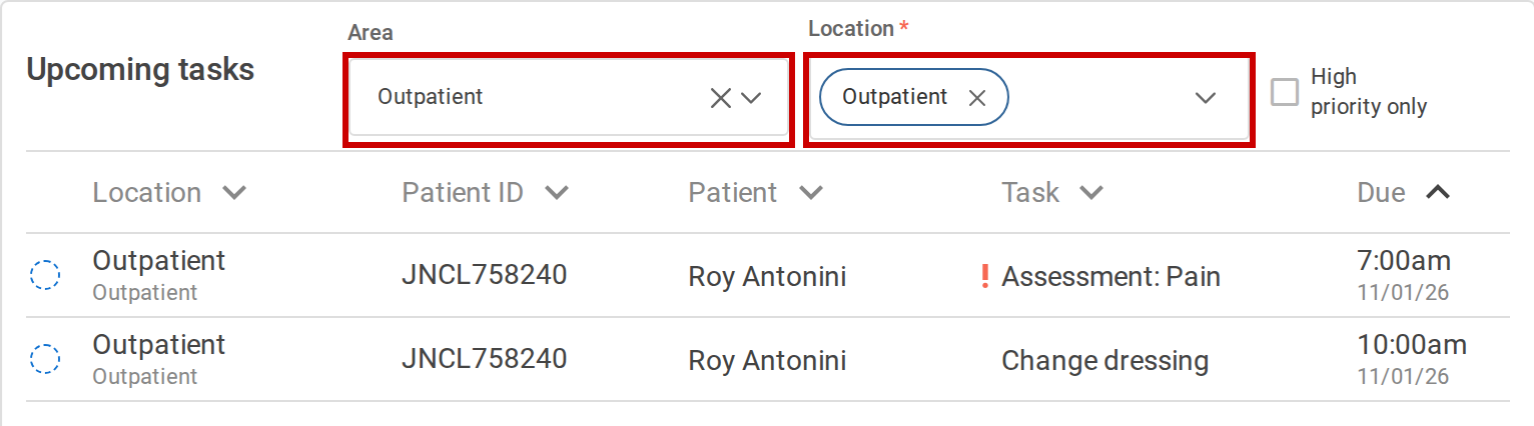 Upcoming tasks
Area
Outpatient
Location *
Outpatient
High
priority only
Location Patient ID Patient Task Due
Outpatient JNCL758240 Roy Antonini ! Assessment: Pain 7:00am
Outpatient 11/01/26
Outpatient JNCL758240 Roy Antonini Change dressing 10:00am
Outpatient 11/01/26